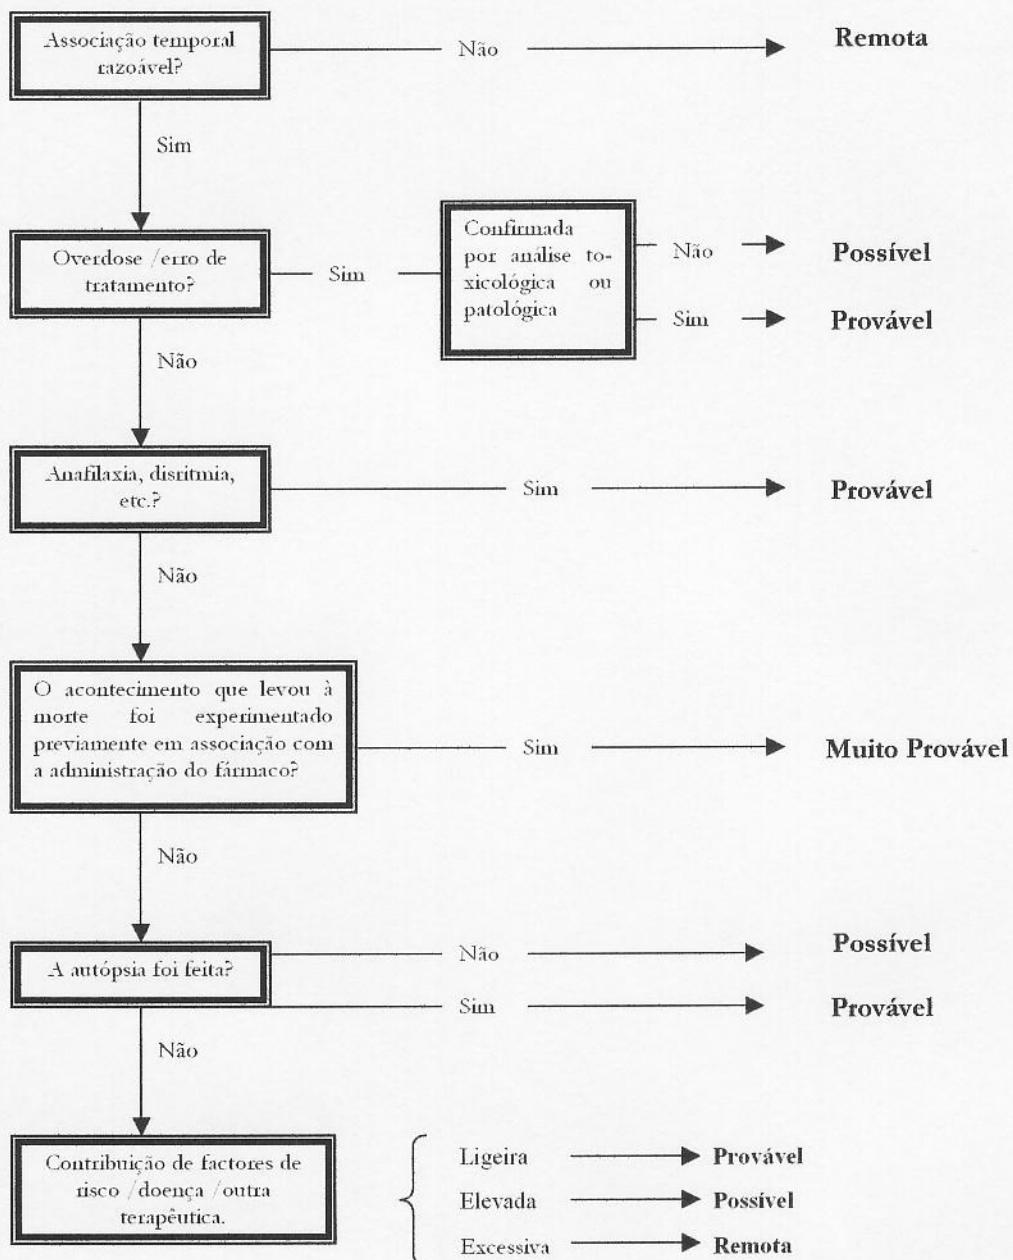 Associação temporal
razoável?
Não
Remota
Sim
Overdose /erro de
tratamento?
Sim
Confirmada
por análise to-
xicológica ou
patológica
Não
Possível
Sim
Provável
Não
Anafilaxia, disritmia,
etc.?
Sim
Provável
Não
O acontecimento que levou à
morte foi experimentado
previamente em associação com
a administração do fármaco?
Sim
Muito Provável
Não
A autópsia foi feita?
Não
Possível
Sim
Provável
Não
Contribuição de factores de
risco /doença /outra
terapêutica.
Ligeira
Provável
Elevada
Possível
Excessiva
Remota